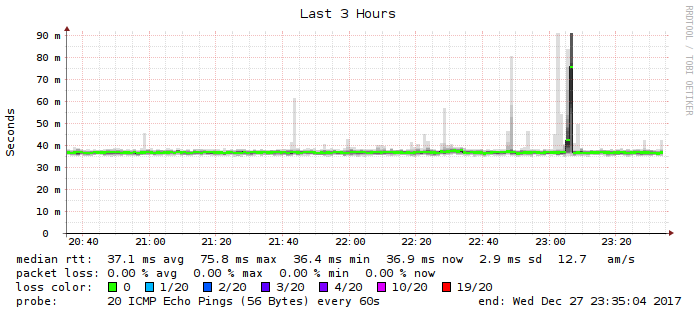 Last 3 Hours
RRDTOOL / TOBI OETIKER
Seconds
90 m
80 m
70 m
60 m
50 m
40 m
30 m
20 m
10 m
0
20:40 21:00 21:20 21:40 22:00 22:20 22:40 23:00 23:20
median rtt: 37.1 ms avg 75.8 ms max 36.4 ms min 36.9 ms now 2.9 ms sd 12.7 am/s
packet loss: 0.00 % avg 0.00 % max 0.00 % min 0.00 % now
loss color: 0 1/20 2/20 3/20 4/20 10/20 19/20
probe: 20 ICMP Echo Pings (56 Bytes) every 60s end: Wed Dec 27 23:35:04 2017